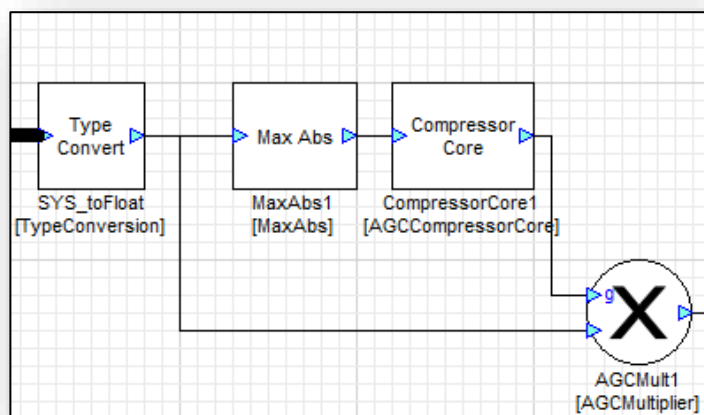 Type
Convert
SYS_toFloat
[TypeConversion]
Max Abs
MaxAbs1
[MaxAbs]
Compressor
Core
CompressorCore1
[AGCCompressorCore]
g
X
AGCMult1
[AGCMultiplier]